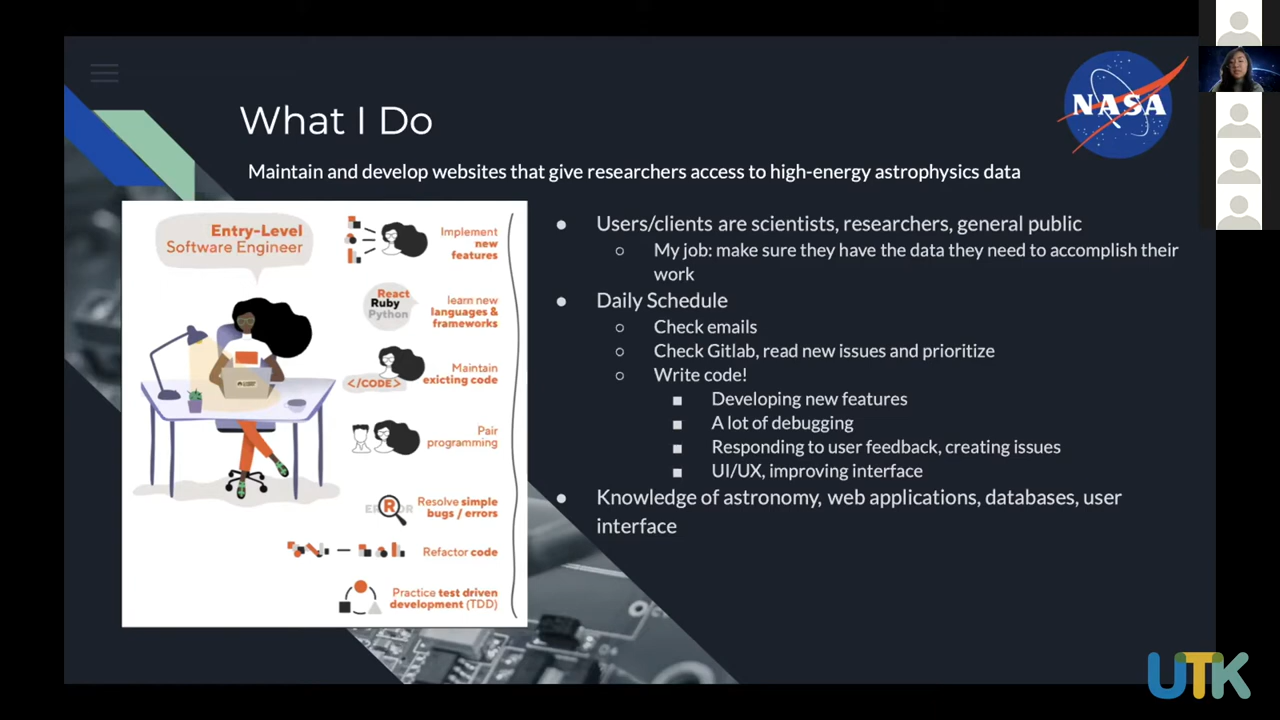 What I Do
NASA
Maintain and develop websites that give researchers access to high-energy astrophysics data
Entry-Level
Software Engineer
Implement
new
features
React
Ruby
Python
learn new
languages &
frameworks
</CODE>
Maintain
exicting code
Pair
programming
ERROR
Resolve simple
bugs / errors
Refactor code
Practice test driven
development (TDD)
● Users/clients are scientists, researchers, general public
○ My job: make sure they have the data they need to accomplish their
work
● Daily Schedule
○ Check emails
○ Check Gitlab, read new issues and prioritize
○ Write code!
■ Developing new features
■ A lot of debugging
■ Responding to user feedback, creating issues
■ UI/UX, improving interface
● Knowledge of astronomy, web applications, databases, user
interface
UTK